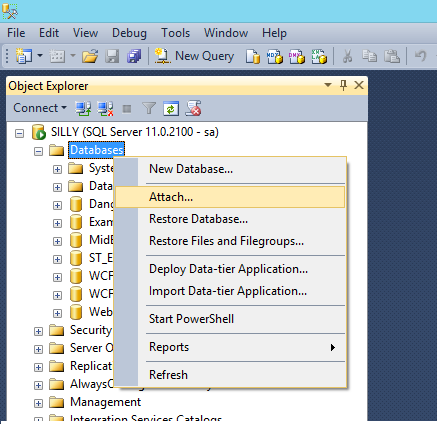 File Edit View Debug Tools Window Help
New Query
Object Explorer
Connect
SILLY (SQL Server 11.0.2100 - sa)
Databases
Syste
Data
Dang
Exam
MidE
ST_E
WCF
WCF
Web
New Database...
Attach...
Restore Database...
Restore Files and Filegroups...
Deploy Data-tier Application...
Import Data-tier Application...
Start PowerShell
Reports
Refresh
Security
Server O
Replicat
AlwaysO
Management
Integration Services Catalogs